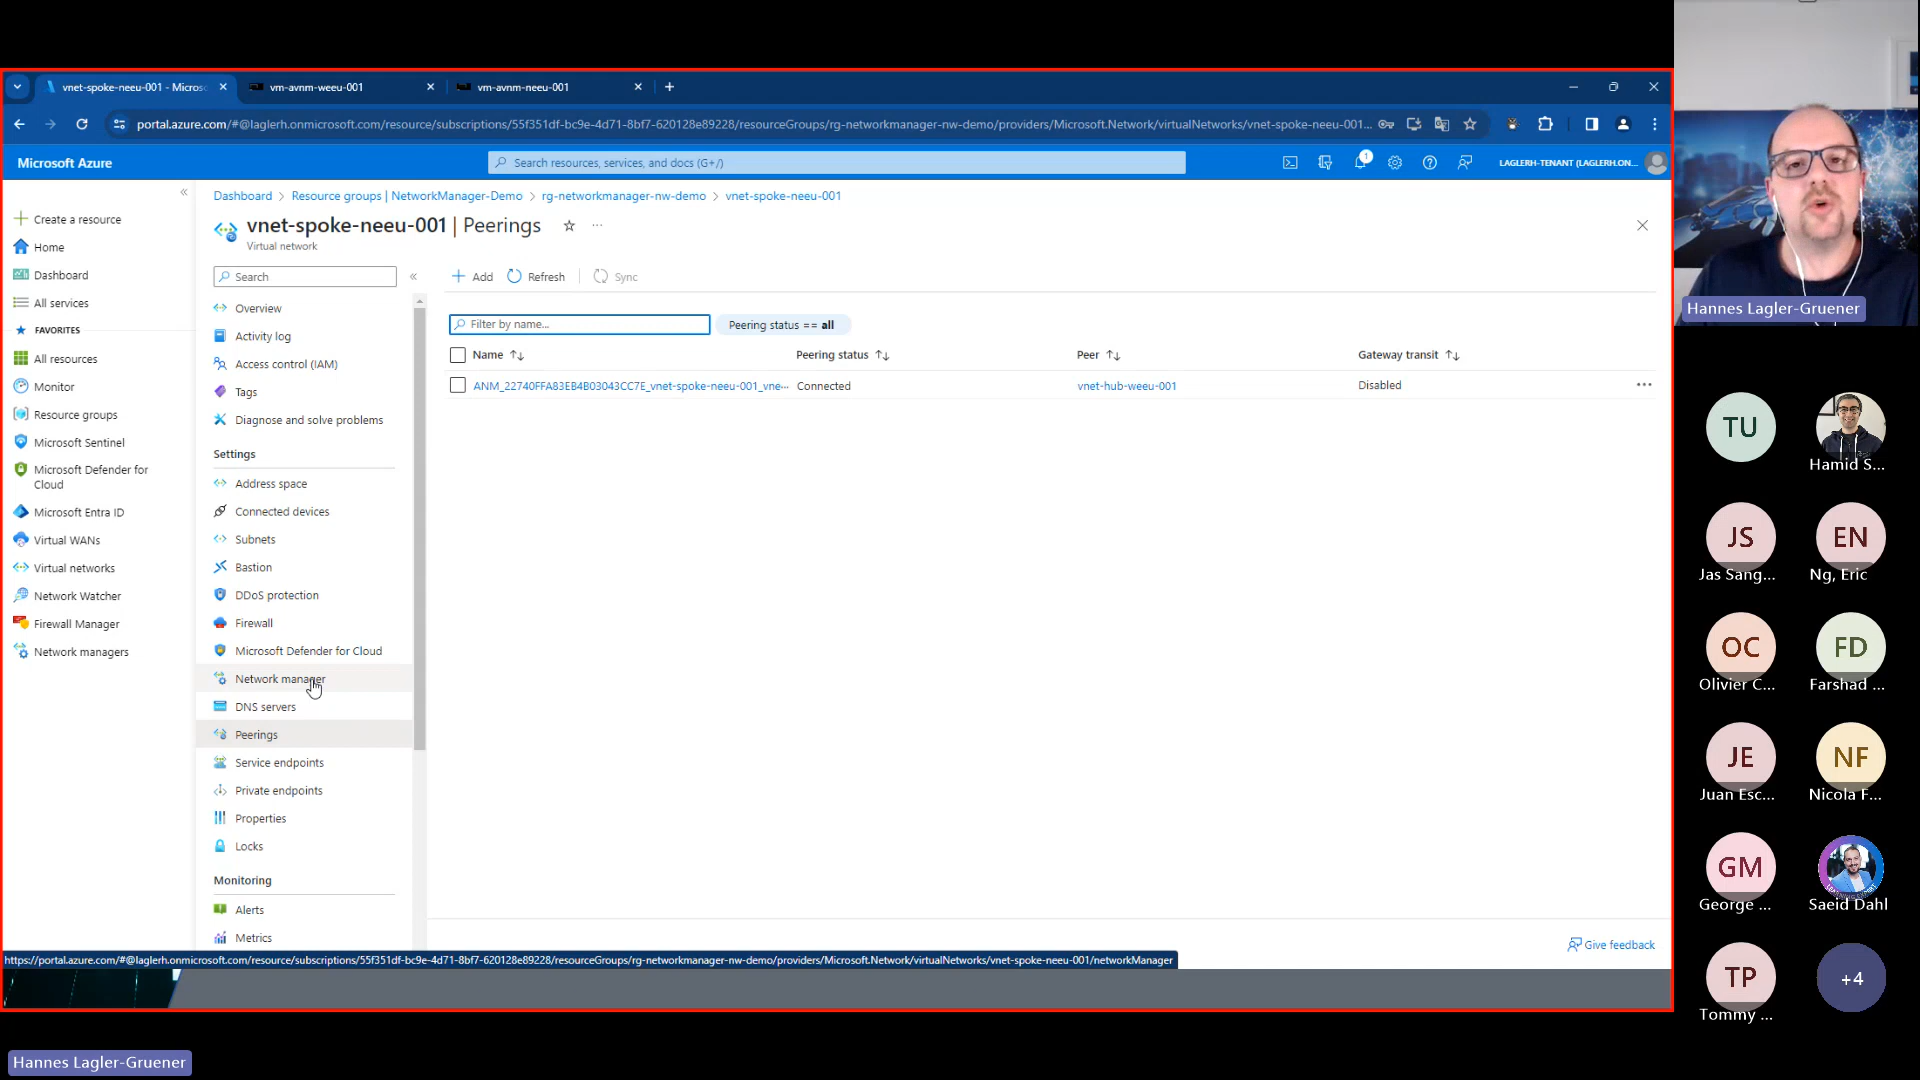 vnet-spoke-neeu-001 - Micros
vm-avnm-weeu-001
vm-avnm-neeu-001
portal.azure.com/#@laglerh.onmicrosoft.com/resource/subscriptions/55f351df-bc9e-4d71-8bf7-620128e89228/resourceGroups/rg-networkmanager-nw-demo/providers/Microsoft.Network/virtualNetworks/vnet-spoke-neeu-001...
Microsoft Azure
Search resources, services, and docs (G+/)
1
LAGLERH-TENANT (LAGLERH.ON...
Create a resource
Home
Dashboard
All services
FAVORITES
All resources
Monitor
Resource groups
Microsoft Sentinel
Microsoft Defender for
Cloud
Microsoft Entra ID
Virtual WANs
Virtual networks
Network Watcher
Firewall Manager
Network managers
Dashboard > Resource groups | NetworkManager-Demo > rg-networkmanager-nw-demo > vnet-spoke-neeu-001
vnet-spoke-neeu-001 | Peerings
Virtual network
Search
Overview
Activity log
Access control (IAM)
Tags
Diagnose and solve problems
Settings
Address space
Connected devices
Subnets
Bastion
DDoS protection
Firewall
Microsoft Defender for Cloud
Network manager
DNS servers
Peerings
Service endpoints
Private endpoints
Properties
Locks
Monitoring
Alerts
Metrics
Add
Refresh
Sync
Filter by name...
Peering status == all
Name
Peering status
Peer
Gateway transit
ANM_22740FFA83EB4B03043CC7E_vnet-spoke-neeu-001_vne...
Connected
vnet-hub-weeu-001
Disabled
Give feedback
https://portal.azure.com/#@laglerh.onmicrosoft.com/resource/subscriptions/55f351df-bc9e-4d71-8bf7-620128e89228/resourceGroups/rg-networkmanager-nw-demo/providers/Microsoft.Network/virtualNetworks/vnet-spoke-neeu-001/networkManager
Hannes Lagler-Gruener
TU
Hamid S...
JS
Jas Sang...
EN
Ng, Eric
OC
Olivier C...
FD
Farshad ...
JE
Juan Esc...
NF
Nicola F...
GM
George ...
Saeid Dahl
TP
Tommy ...
+4
Hannes Lagler-Gruener